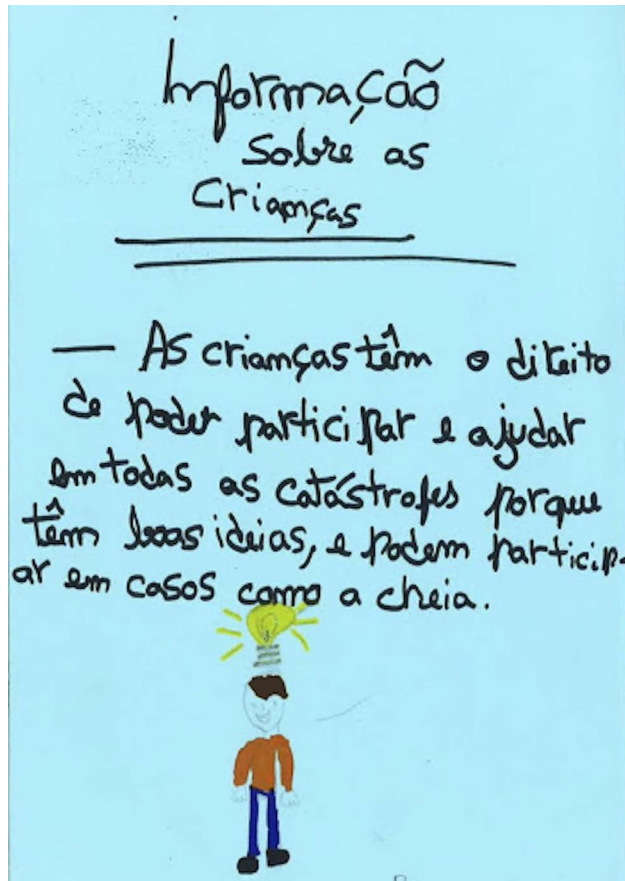 Informação
sobre as
Crianças
— As crianças têm o direito
de poder participar e ajudar
em todas as catástrofes porque
têm boas ideias, e podem particip-
ar em casos como a cheia.